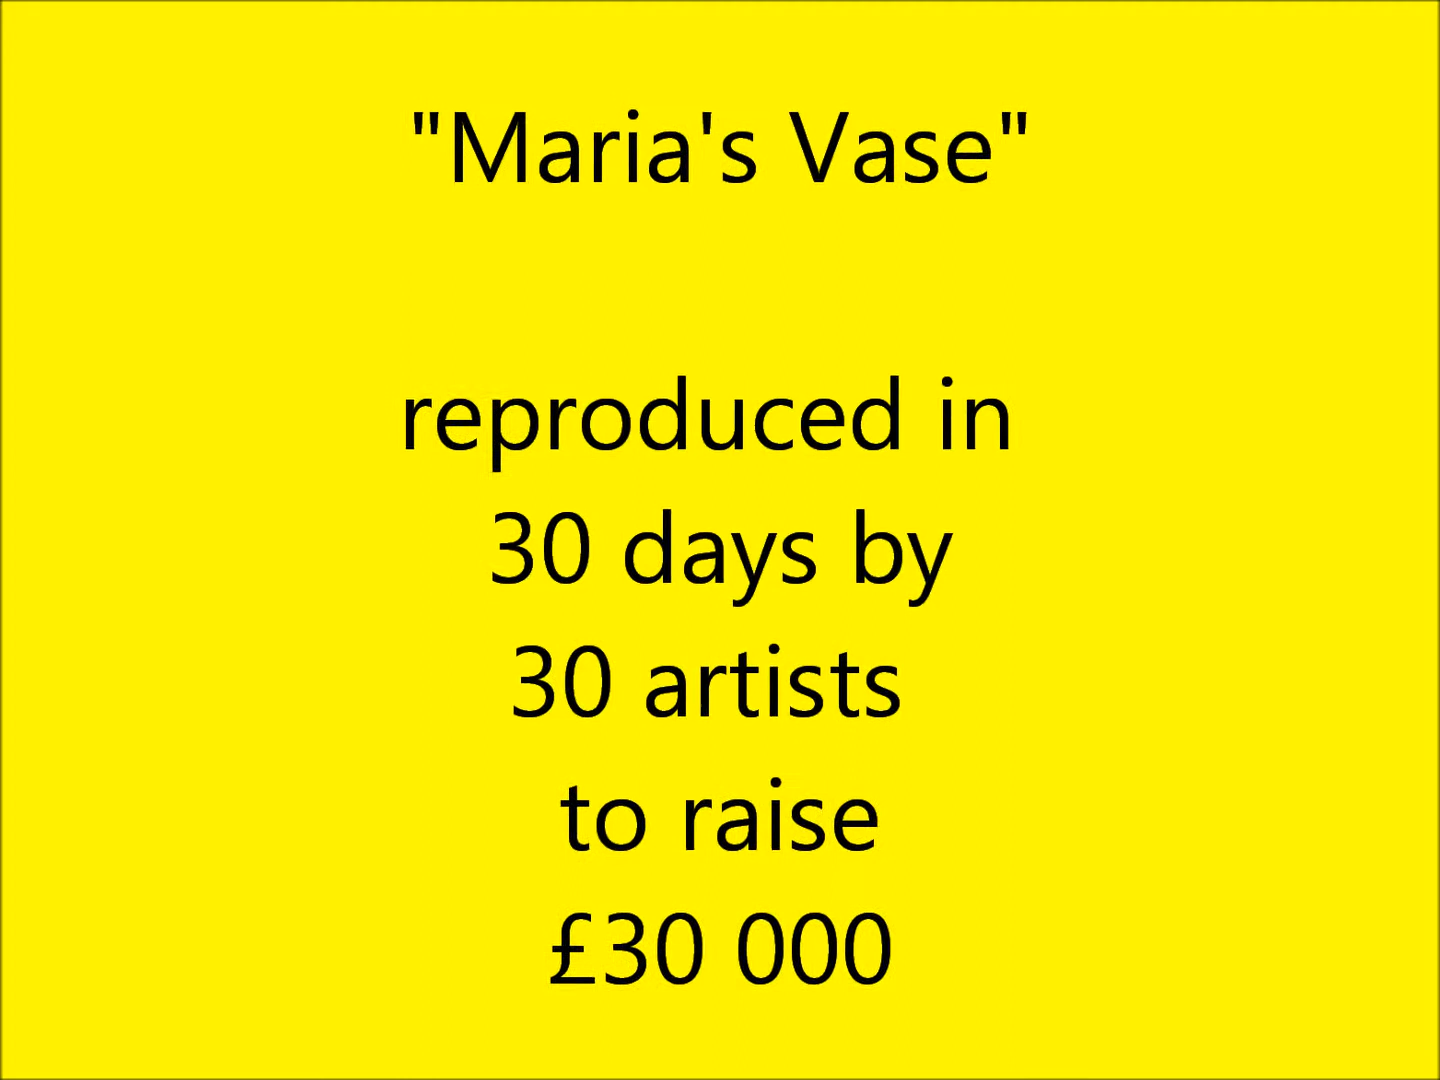 "Maria's Vase"
reproduced in
30 days by
30 artists
to raise
£30 000